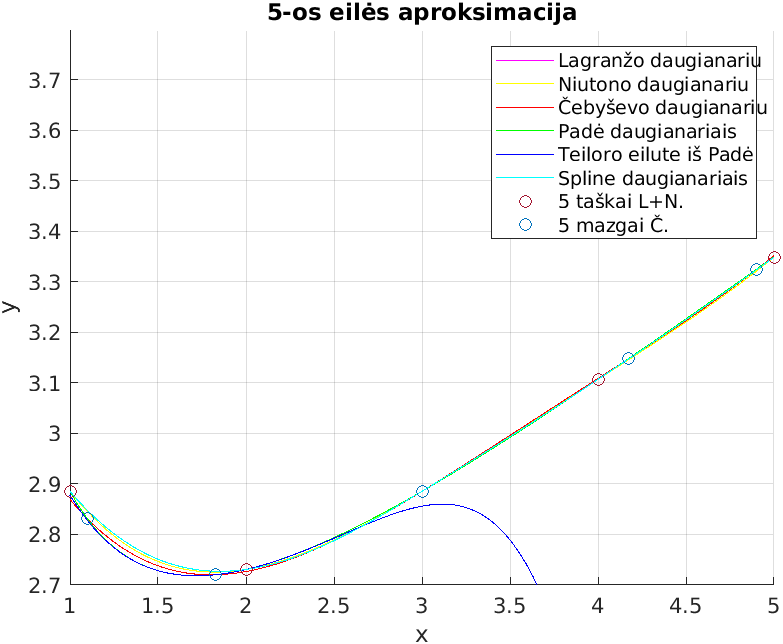 5-os eilės aproksimacija
3.7
3.6
3.5
3.4
3.3
3.2
3.1
3
2.9
2.8
2.7
y
Lagranžo daugianariu
Niutono daugianariu
Čebyševo daugianariu
Padė daugianariais
Teiloro eilute iš Padė
Spline daugianariais
5 taškai L+N.
5 mazgai Č.
1 1.5 2 2.5 3 3.5 4 4.5 5
x